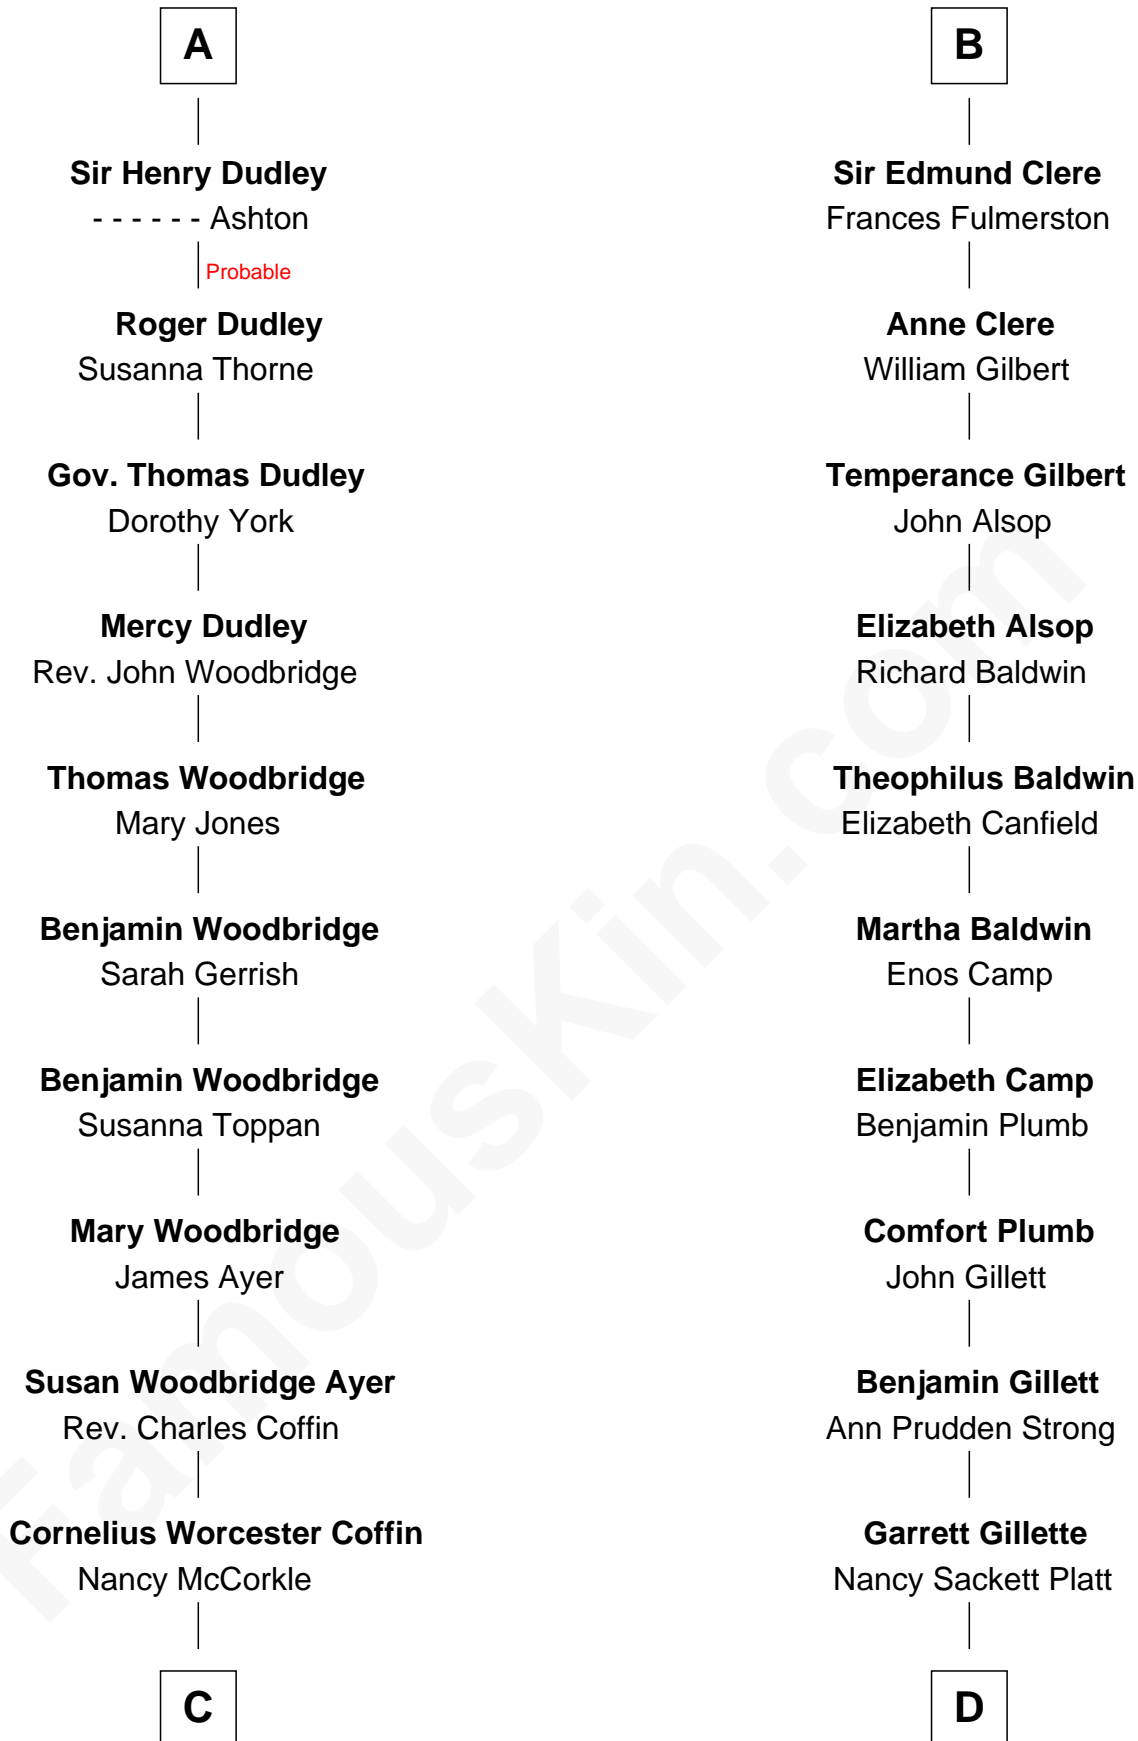 A
Sir Henry Dudley
- - - - - - Ashton
Probable
Roger Dudley
Susanna Thorne
Gov. Thomas Dudley
Dorothy York
Mercy Dudley
Rev. John Woodbridge
Thomas Woodbridge
Mary Jones
Benjamin Woodbridge
Sarah Gerrish
Benjamin Woodbridge
Susanna Toppan
Mary Woodbridge
James Ayer
Susan Woodbridge Ayer
Rev. Charles Coffin
Cornelius Worcester Coffin
Nancy McCorkle
C
B
Sir Edmund Clere
Frances Fulmerston
Anne Clere
William Gilbert
Temperance Gilbert
John Alsop
Elizabeth Alsop
Richard Baldwin
Theophilus Baldwin
Elizabeth Canfield
Martha Baldwin
Enos Camp
Elizabeth Camp
Benjamin Plumb
Comfort Plumb
John Gillett
Benjamin Gillett
Ann Prudden Strong
Garrett Gillette
Nancy Sackett Platt
D
FamousKin.com